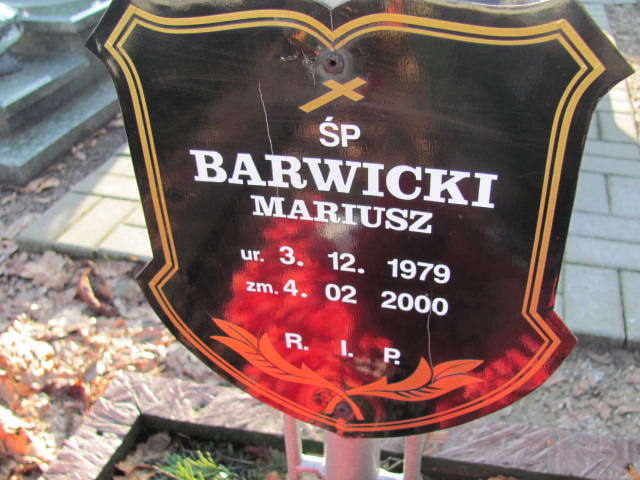 ŚP
BARWICKI
MARIUSZ
ur. 3. 12. 1979
zm. 4. 02 2000
R. I. P.